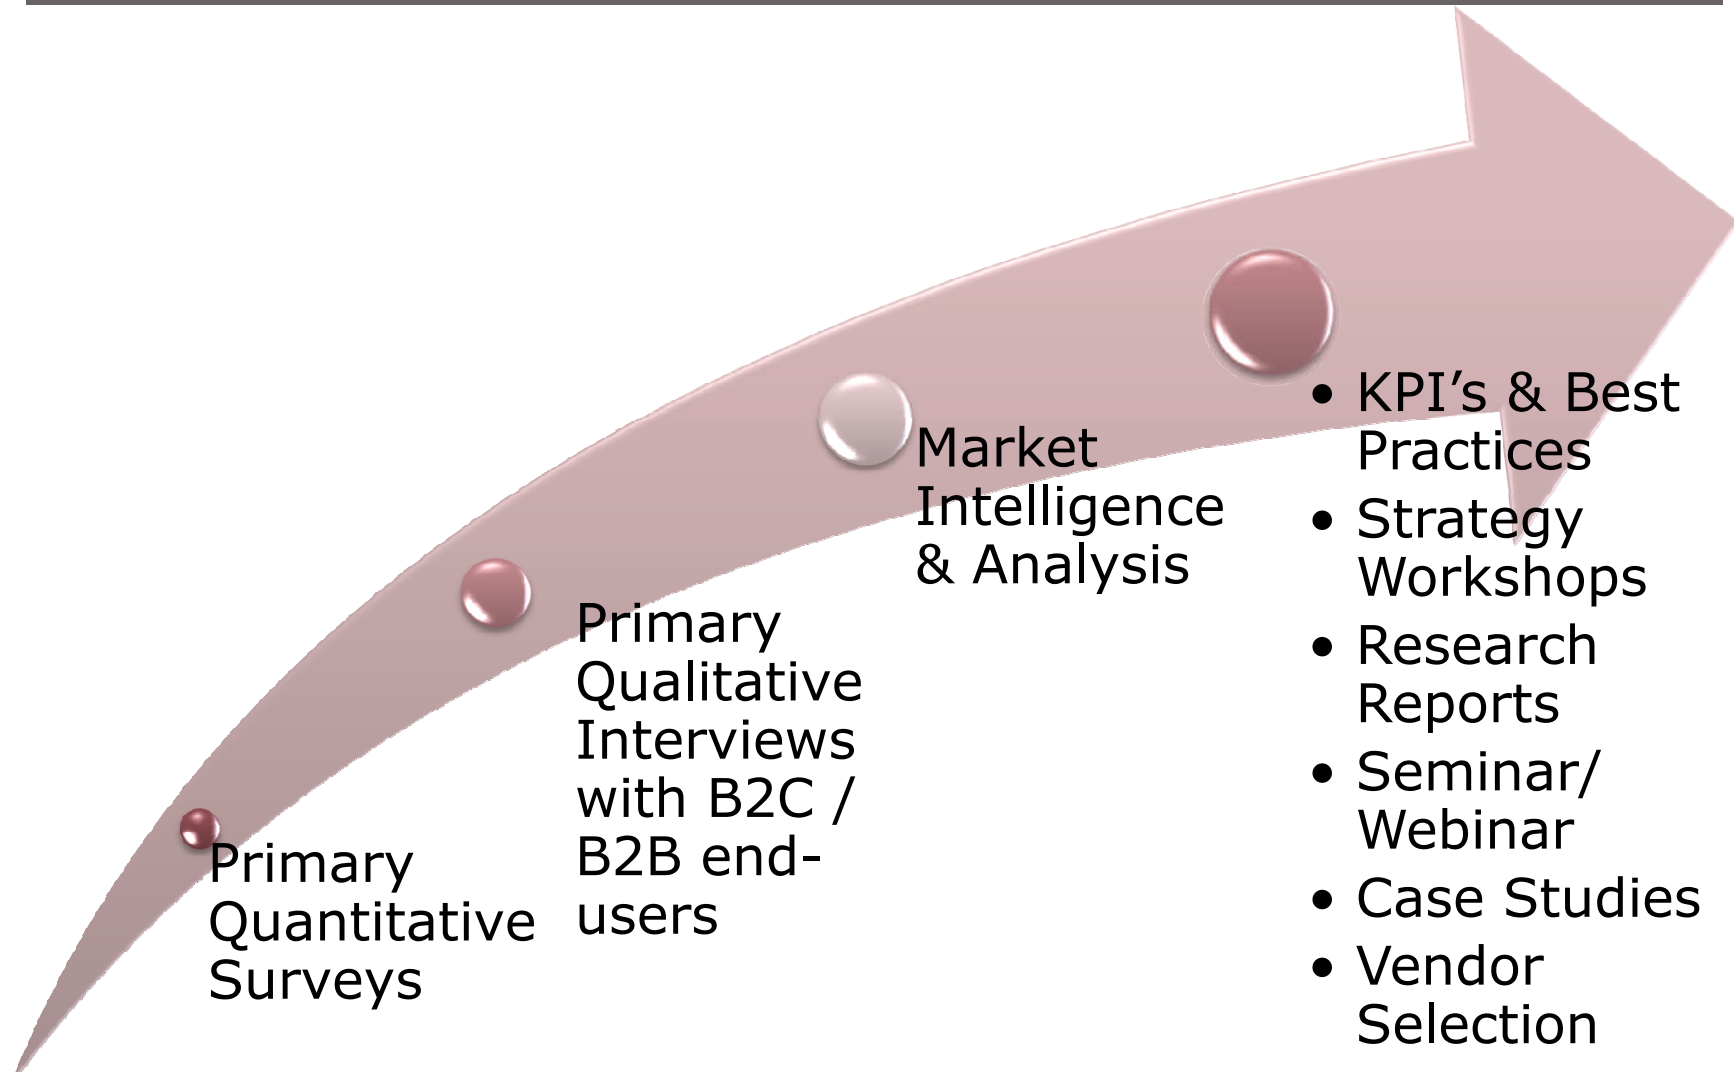 Primary
Quantitative
Surveys
Primary
Qualitative
Interviews
with B2C /
B2B end-
users
Market
Intelligence
& Analysis
• KPI’s & Best
Practices
• Strategy
Workshops
• Research
Reports
• Seminar/
Webinar
• Case Studies
• Vendor
Selection